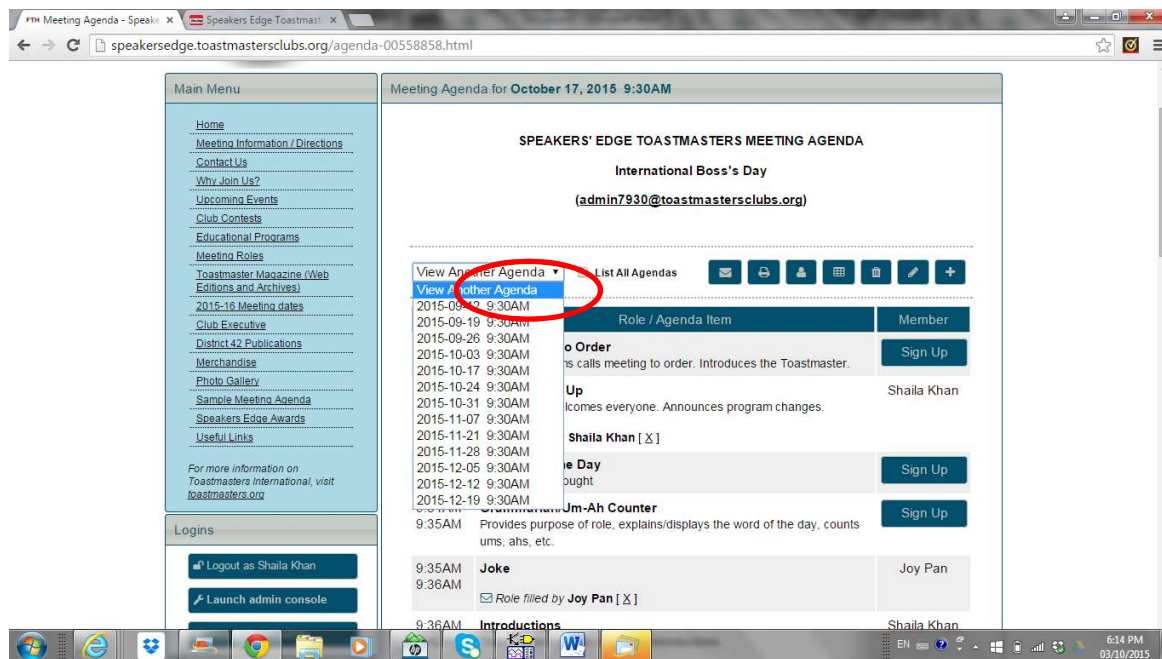 FTH Meeting Agenda - Speake
Speakers Edge Toastmast
speakersedge.toastmastersclubs.org/agenda-00558858.html
Main Menu
Home
Meeting Information / Directions
Contact Us
Why Join Us?
Upcoming Events
Club Contests
Educational Programs
Meeting Roles
Toastmaster Magazine (Web
Editions and Archives)
2015-16 Meeting dates
Club Executive
District 42 Publications
Merchandise
Photo Gallery
Sample Meeting Agenda
Speakers Edge Awards
Useful Links
For more information on
Toastmasters International, visit
toastmasters.org
Logins
Logout as Shaila Khan
Launch admin console
Meeting Agenda for October 17, 2015 9:30AM
SPEAKERS' EDGE TOASTMASTERS MEETING AGENDA
International Boss's Day
(admin7930@toastmastersclubs.org)
View Another Agenda List All Agendas
View Another Agenda
2015-09-12 9:30AM
2015-09-19 9:30AM
2015-09-26 9:30AM
2015-10-03 9:30AM
2015-10-17 9:30AM
2015-10-24 9:30AM
2015-10-31 9:30AM
2015-11-07 9:30AM
2015-11-21 9:30AM
2015-11-28 9:30AM
2015-12-05 9:30AM
2015-12-12 9:30AM
2015-12-19 9:30AM
Role / Agenda Item Member
o Order
calls meeting to order. Introduces the Toastmaster.
Sign Up
Up Shaila Khan
lcomes everyone. Announces program changes.
Shaila Khan [ X ]
e Day
ought
Sign Up
Um-Ah Counter
9:35AM Provides purpose of role, explains/displays the word of the day, counts
ums, ahs, etc.
Sign Up
9:35AM Joke Joy Pan
9:36AM
Role filled by Joy Pan [ X ]
9:36AM Introductions Shaila Khan
EN
6:14 PM
03/10/2015